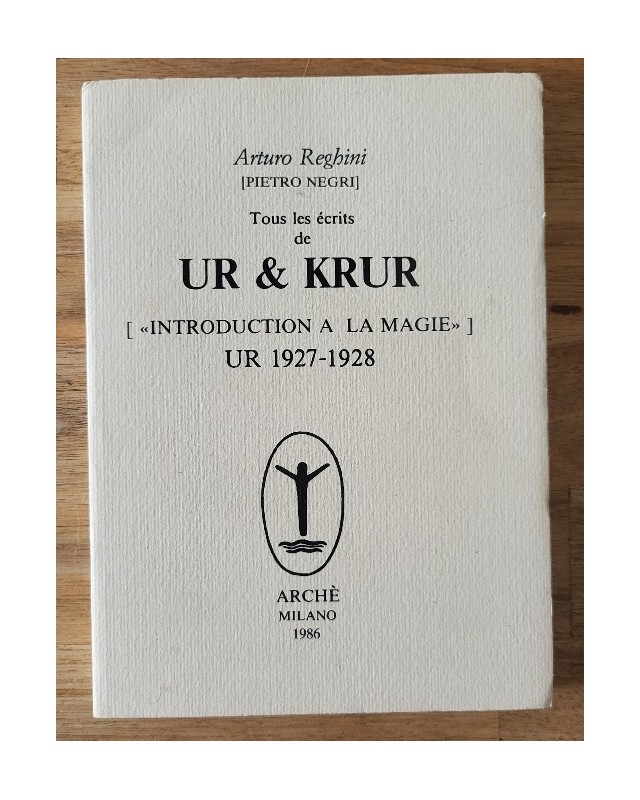 Arturo Reghini
[PIETRO NEGRI]
Tous les écrits
de
UR & KRUR
[ «INTRODUCTION A LA MAGIE» ]
UR 1927-1928
ARCHÈ
MILANO
1986